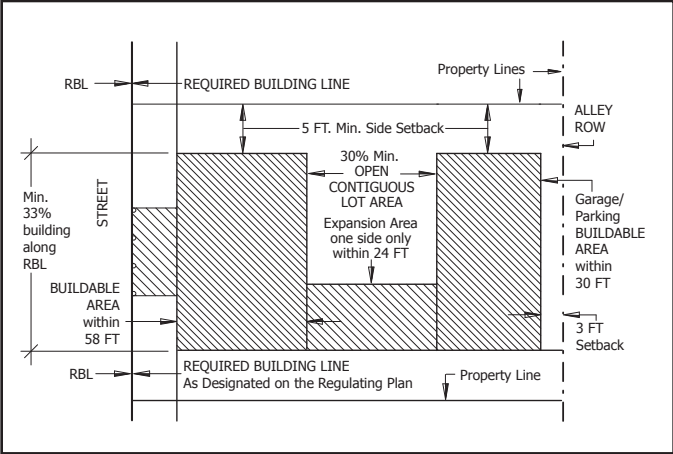 Property Lines
RBL
REQUIRED BUILDING LINE
ALLEY
ROW
5 FT. Min. Side Setback
30% Min.
OPEN
CONTIGUOUS
LOT AREA
Expansion Area
one side only
within 24 FT
Min.
33%
building
along
RBL
STREET
Garage/
Parking
BUILDABLE
AREA
within
30 FT
BUILDABLE
AREA
within
58 FT
3 FT
Setback
RBL
REQUIRED BUILDING LINE
As Designated on the Regulating Plan
Property Line